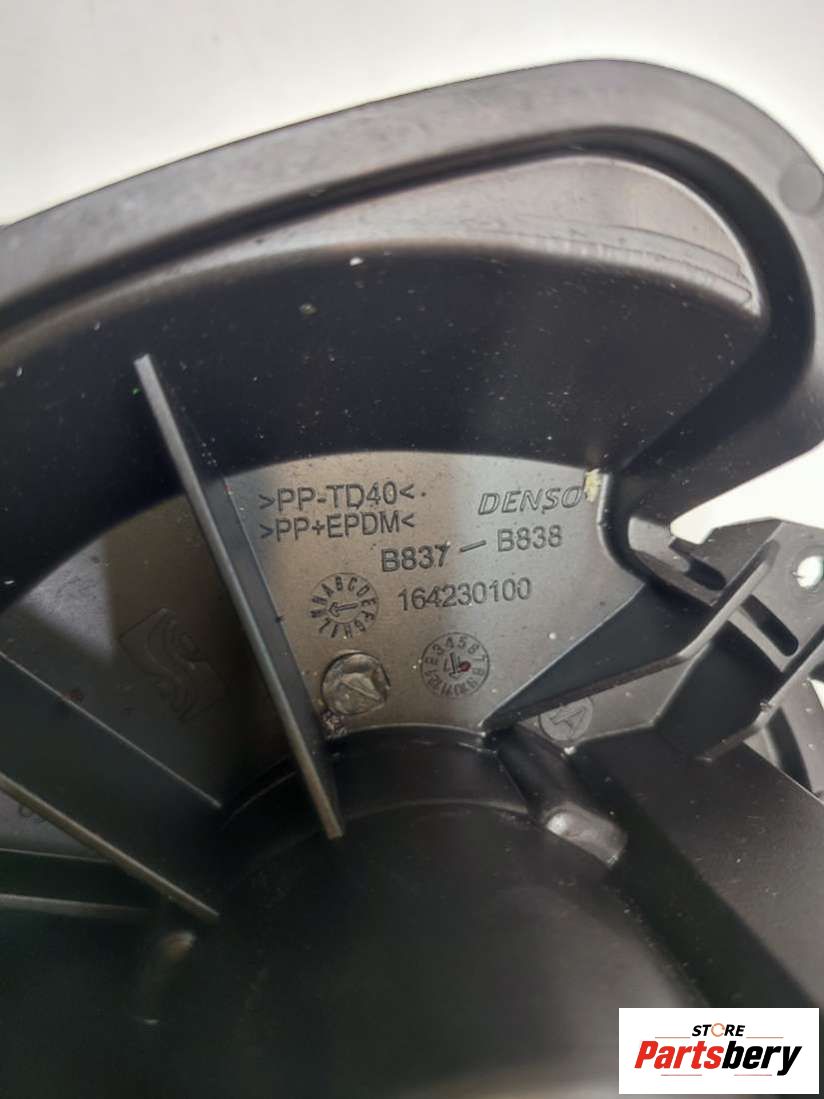 >PP-TD40<.
>PP+EPDM<
DENSO
B837 — B838
164230100
STORE
Partsbery